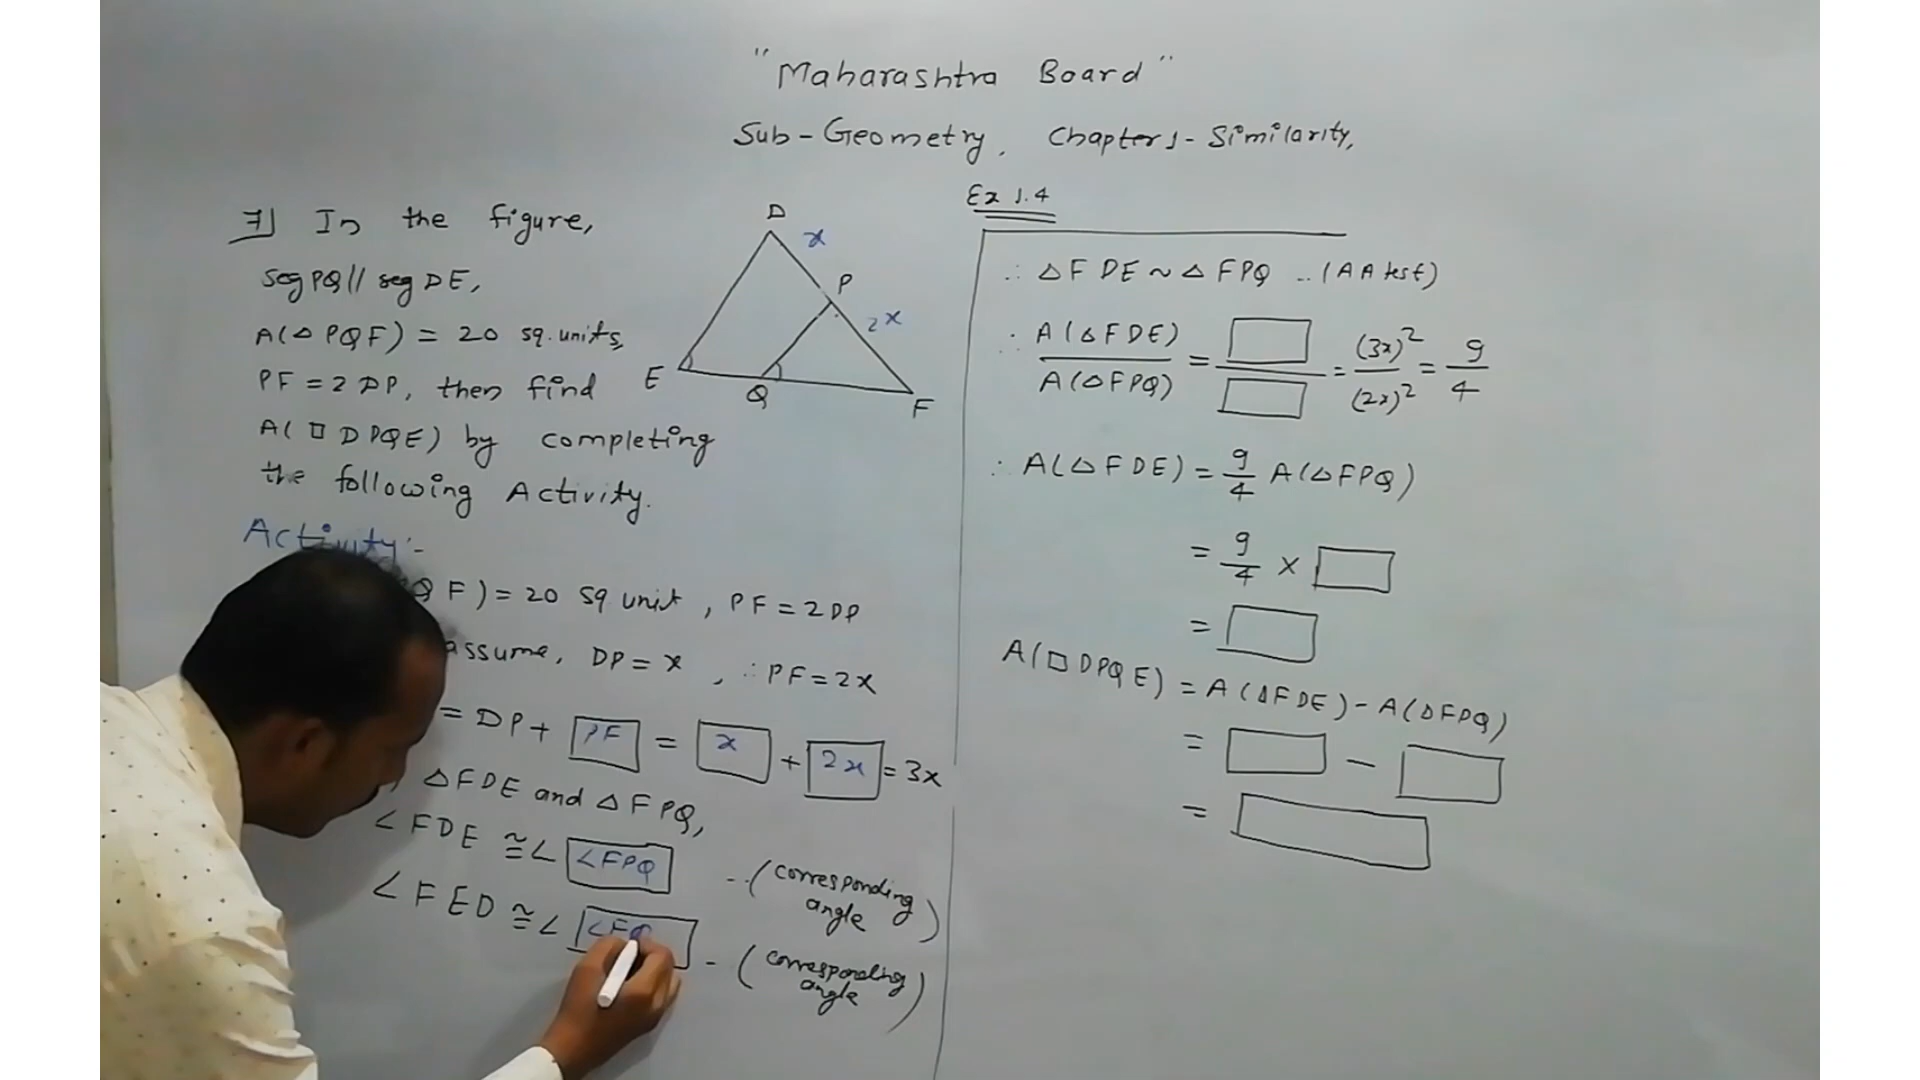 "Maharashtra Board"
Sub-Geometry, Chapter 1 - Similarity,
Ex 1.4
7] In the figure,
seg PQ // seg DE,
A(△ PQF) = 20 sq. units,
PF = 2 DP, then find
A(□ DPQE) by completing
the following Activity.
D
x
P
2x
E
Q
F
Activity:-
Q F) = 20 sq unit, PF = 2DP
assume, DP = x, ∴ PF = 2x
= DP + PF = x + 2x = 3x
△FDE and △FPQ,
∠FDE ≅ ∠ ∠FPQ -- (corresponding angle)
∠FED ≅ ∠ ∠FQ - (corresponding angle)
∴ △FDE ~ △FPQ -- (AA test)
∴ A(△FDE) / A(△FPQ) = □ / □ = (3x)² / (2x)² = 9/4
∴ A(△FDE) = 9/4 A(△FPQ)
= 9/4 × □
= □
A(□DPQE) = A(△FDE) - A(△FPQ)
= □ - □
= □